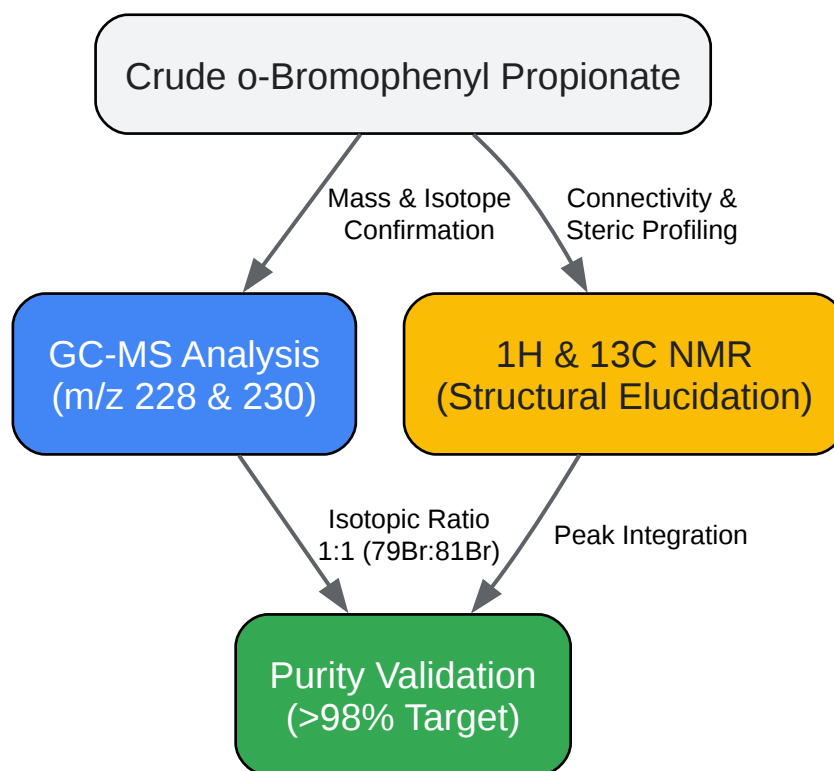 Crude o-Bromophenyl Propionate
Mass & Isotope
Confirmation
Connectivity &
Steric Profiling
GC-MS Analysis
(m/z 228 & 230)
1H & 13C NMR
(Structural Elucidation)
Isotopic Ratio
1:1 (79Br:81Br)
Peak Integration
Purity Validation
(>98% Target)